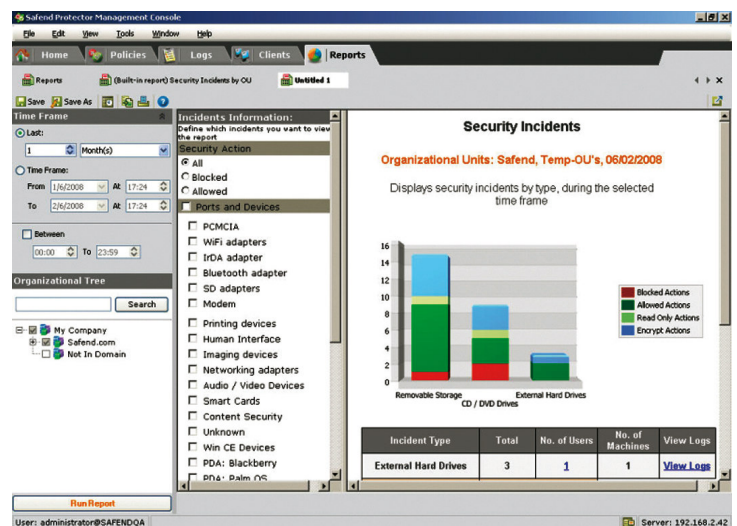 Safend Protector Management Console
File Edit View Tools Window Help
Home Policies Logs Clients Reports
Reports (Built-in report) Security Incidents by OU Untitled 1
Save Save As
Time Frame
Last:
1 Month(s)
Time Frame:
From 1/6/2008 At 17:24
To 2/6/2008 At 17:24
Between
00:00 To 23:59
Organizational Tree
Search
My Company
Safend.com
Not In Domain
Run Report
Incidents Information:
Define which incidents you want to view
the report
Security Action
All
Blocked
Allowed
Ports and Devices
PCMCIA
WiFi adapters
IrDA adapter
Bluetooth adapter
SD adapters
Modem
Printing devices
Human Interface
Imaging devices
Networking adapters
Audio / Video Devices
Smart Cards
Content Security
Unknown
Win CE Devices
PDA: Blackberry
PDA: Palm OS
Security Incidents
Organizational Units: Safend, Temp-OU's, 06/02/2008
Displays security incidents by type, during the selected
time frame
16
14
12
10
8
6
4
2
0
Removable Storage
CD / DVD Drives
External Hard Drives
Blocked Actions
Allowed Actions
Read Only Actions
Encrypt Actions
Incident Type Total No. of Users No. of Machines View Logs
External Hard Drives 3 1 1 View Logs
User: administrator@SAFENDQA
Server: 192.168.2.42